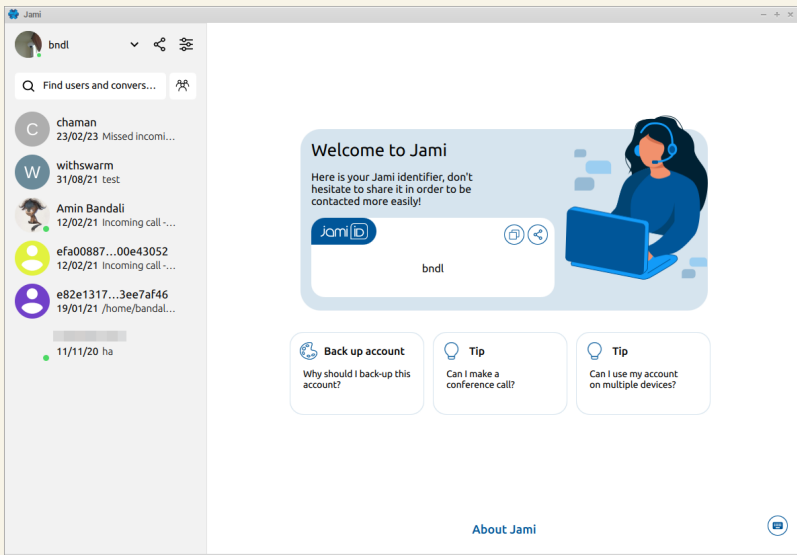 Jami
bndl
Find users and convers...
C
chaman
23/02/23 Missed incomi...
W
withswarm
31/08/21 test
Amin Bandali
12/02/21 Incoming call -...
efa00887...00e43052
12/02/21 Incoming call -...
e82e1317...3ee7af46
19/01/21 /home/bandal...
11/11/20 ha
Welcome to Jami
Here is your Jami identifier, don't
hesitate to share it in order to be
contacted more easily!
Jami iD
bndl
Back up account
Why should I back-up this
account?
Tip
Can I make a
conference call?
Tip
Can I use my account
on multiple devices?
About Jami